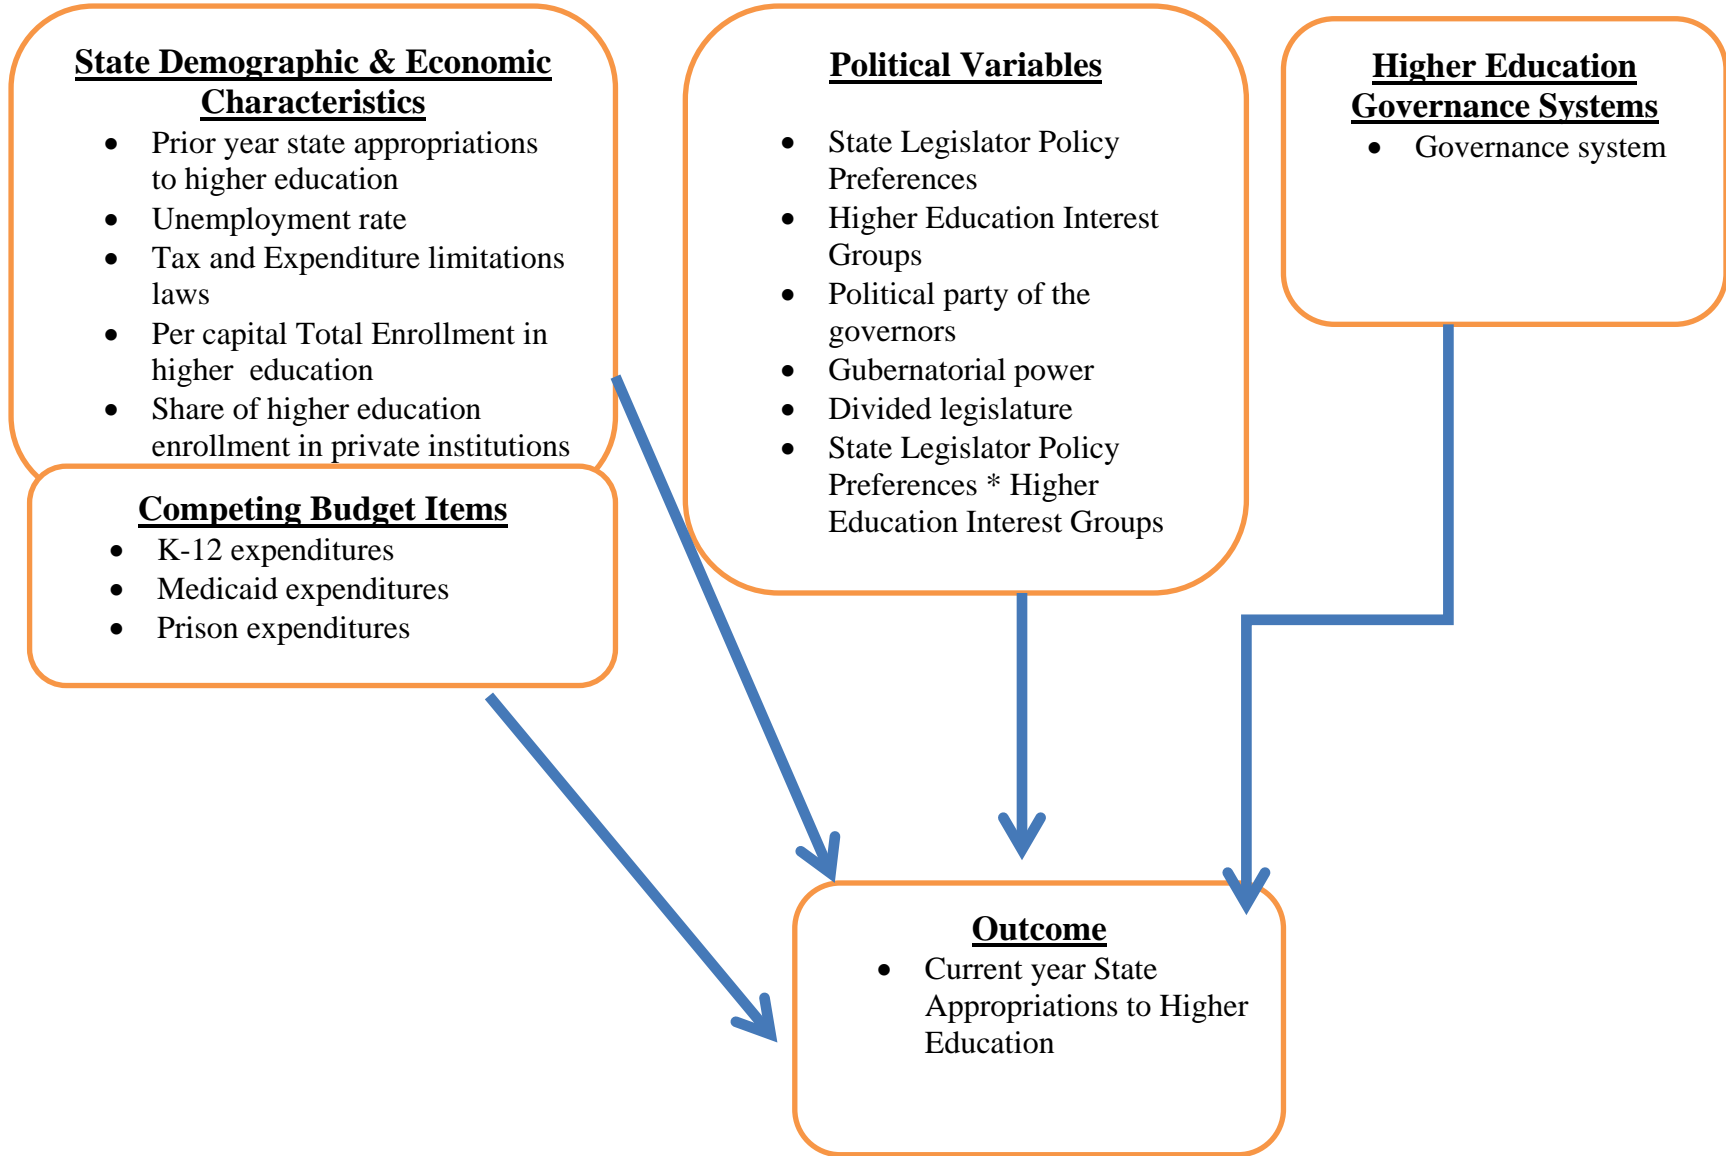 State Demographic & Economic
Characteristics
• Prior year state appropriations
to higher education
• Unemployment rate
• Tax and Expenditure limitations
laws
• Per capital Total Enrollment in
higher education
• Share of higher education
enrollment in private institutions
Competing Budget Items
• K-12 expenditures
• Medicaid expenditures
• Prison expenditures
Political Variables
• State Legislator Policy
Preferences
• Higher Education Interest
Groups
• Political party of the
governors
• Gubernatorial power
• Divided legislature
• State Legislator Policy
Preferences * Higher
Education Interest Groups
Higher Education
Governance Systems
• Governance system
Outcome
• Current year State
Appropriations to Higher
Education